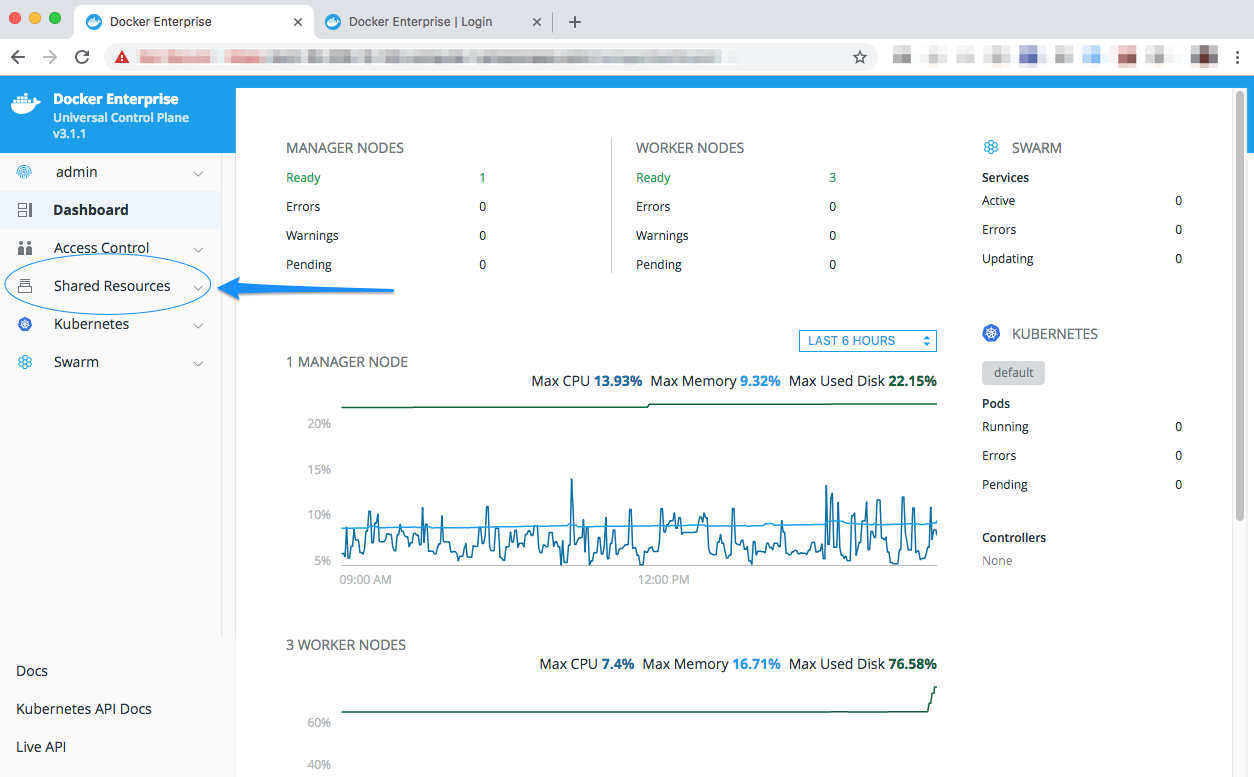 Docker Enterprise
Docker Enterprise | Login
Docker Enterprise
Universal Control Plane
v3.1.1
admin
Dashboard
Access Control
Shared Resources
Kubernetes
Swarm
Docs
Kubernetes API Docs
Live API
MANAGER NODES
Ready 1
Errors 0
Warnings 0
Pending 0
WORKER NODES
Ready 3
Errors 0
Warnings 0
Pending 0
SWARM
Services
Active 0
Errors 0
Updating 0
LAST 6 HOURS
1 MANAGER NODE
Max CPU 13.93% Max Memory 9.32% Max Used Disk 22.15%
20%
15%
10%
5%
09:00 AM 12:00 PM
KUBERNETES
default
Pods
Running 0
Errors 0
Pending 0
Controllers
None
3 WORKER NODES
Max CPU 7.4% Max Memory 16.71% Max Used Disk 76.58%
60%
40%